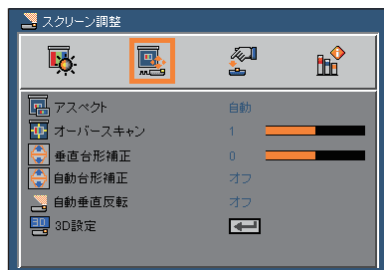 スクリーン調整
アスペクト 自動
オーバースキャン 1
垂直台形補正 0
自動台形補正 オフ
自動垂直反転 オフ
3D 3D設定